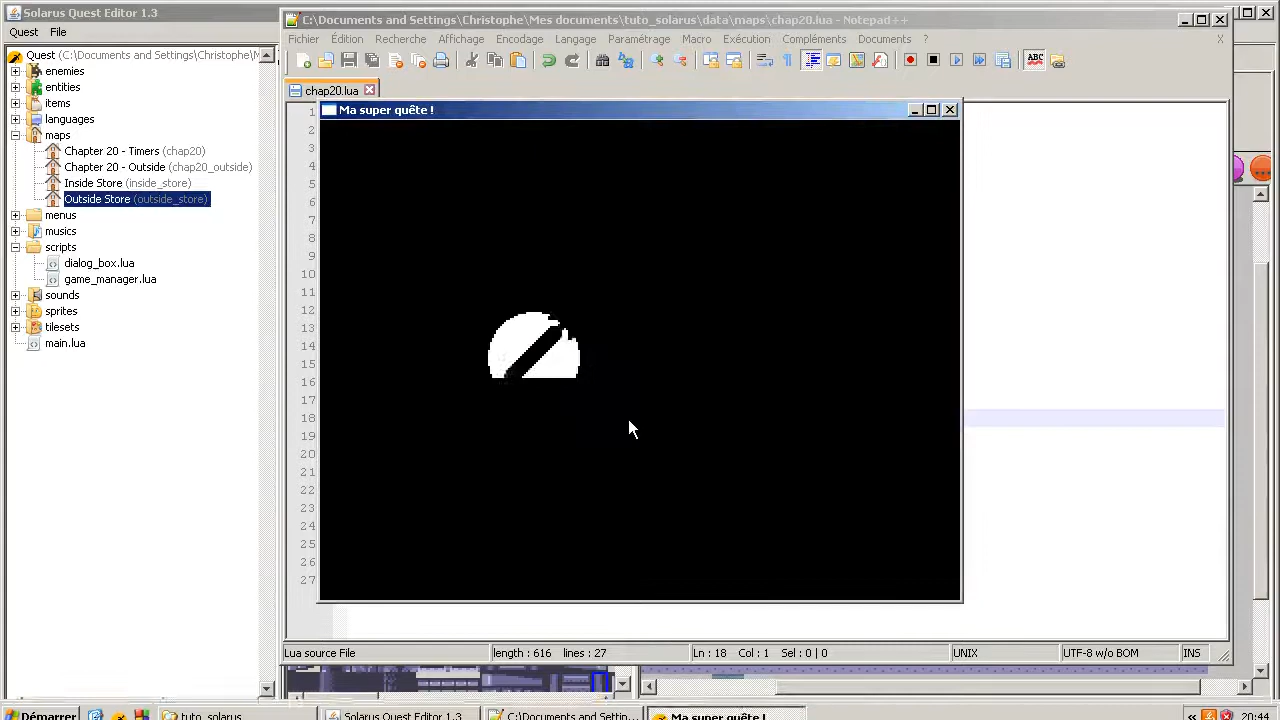 Solarus Quest Editor 1.3
Quest File
Quest (C:\Documents and Settings\Christophe\M
enemies
entities
items
languages
maps
Chapter 20 - Timers (chap20)
Chapter 20 - Outside (chap20_outside)
Inside Store (inside_store)
Outside Store (outside_store)
menus
musics
scripts
dialog_box.lua
game_manager.lua
sounds
sprites
tilesets
main.lua
C:\Documents and Settings\Christophe\Mes documents\tuto_solarus\data\maps\chap20.lua - Notepad++
Fichier Édition Recherche Affichage Encodage Langage Paramétrage Macro Exécution Compléments Documents ? X
ABC
chap20.lua
Ma super quête !
1
2
3
4
5
6
7
8
9
10
11
12
13
14
15
16
17
18
19
20
21
22
23
24
25
26
27
Lua source File length : 616 lines : 27 Ln : 18 Col : 1 Sel : 0 | 0 UNIX UTF-8 w/o BOM INS
Démarrer tuto_solarus Solarus Quest Editor 1.3 C:\Documents and Setti... Ma super quête !